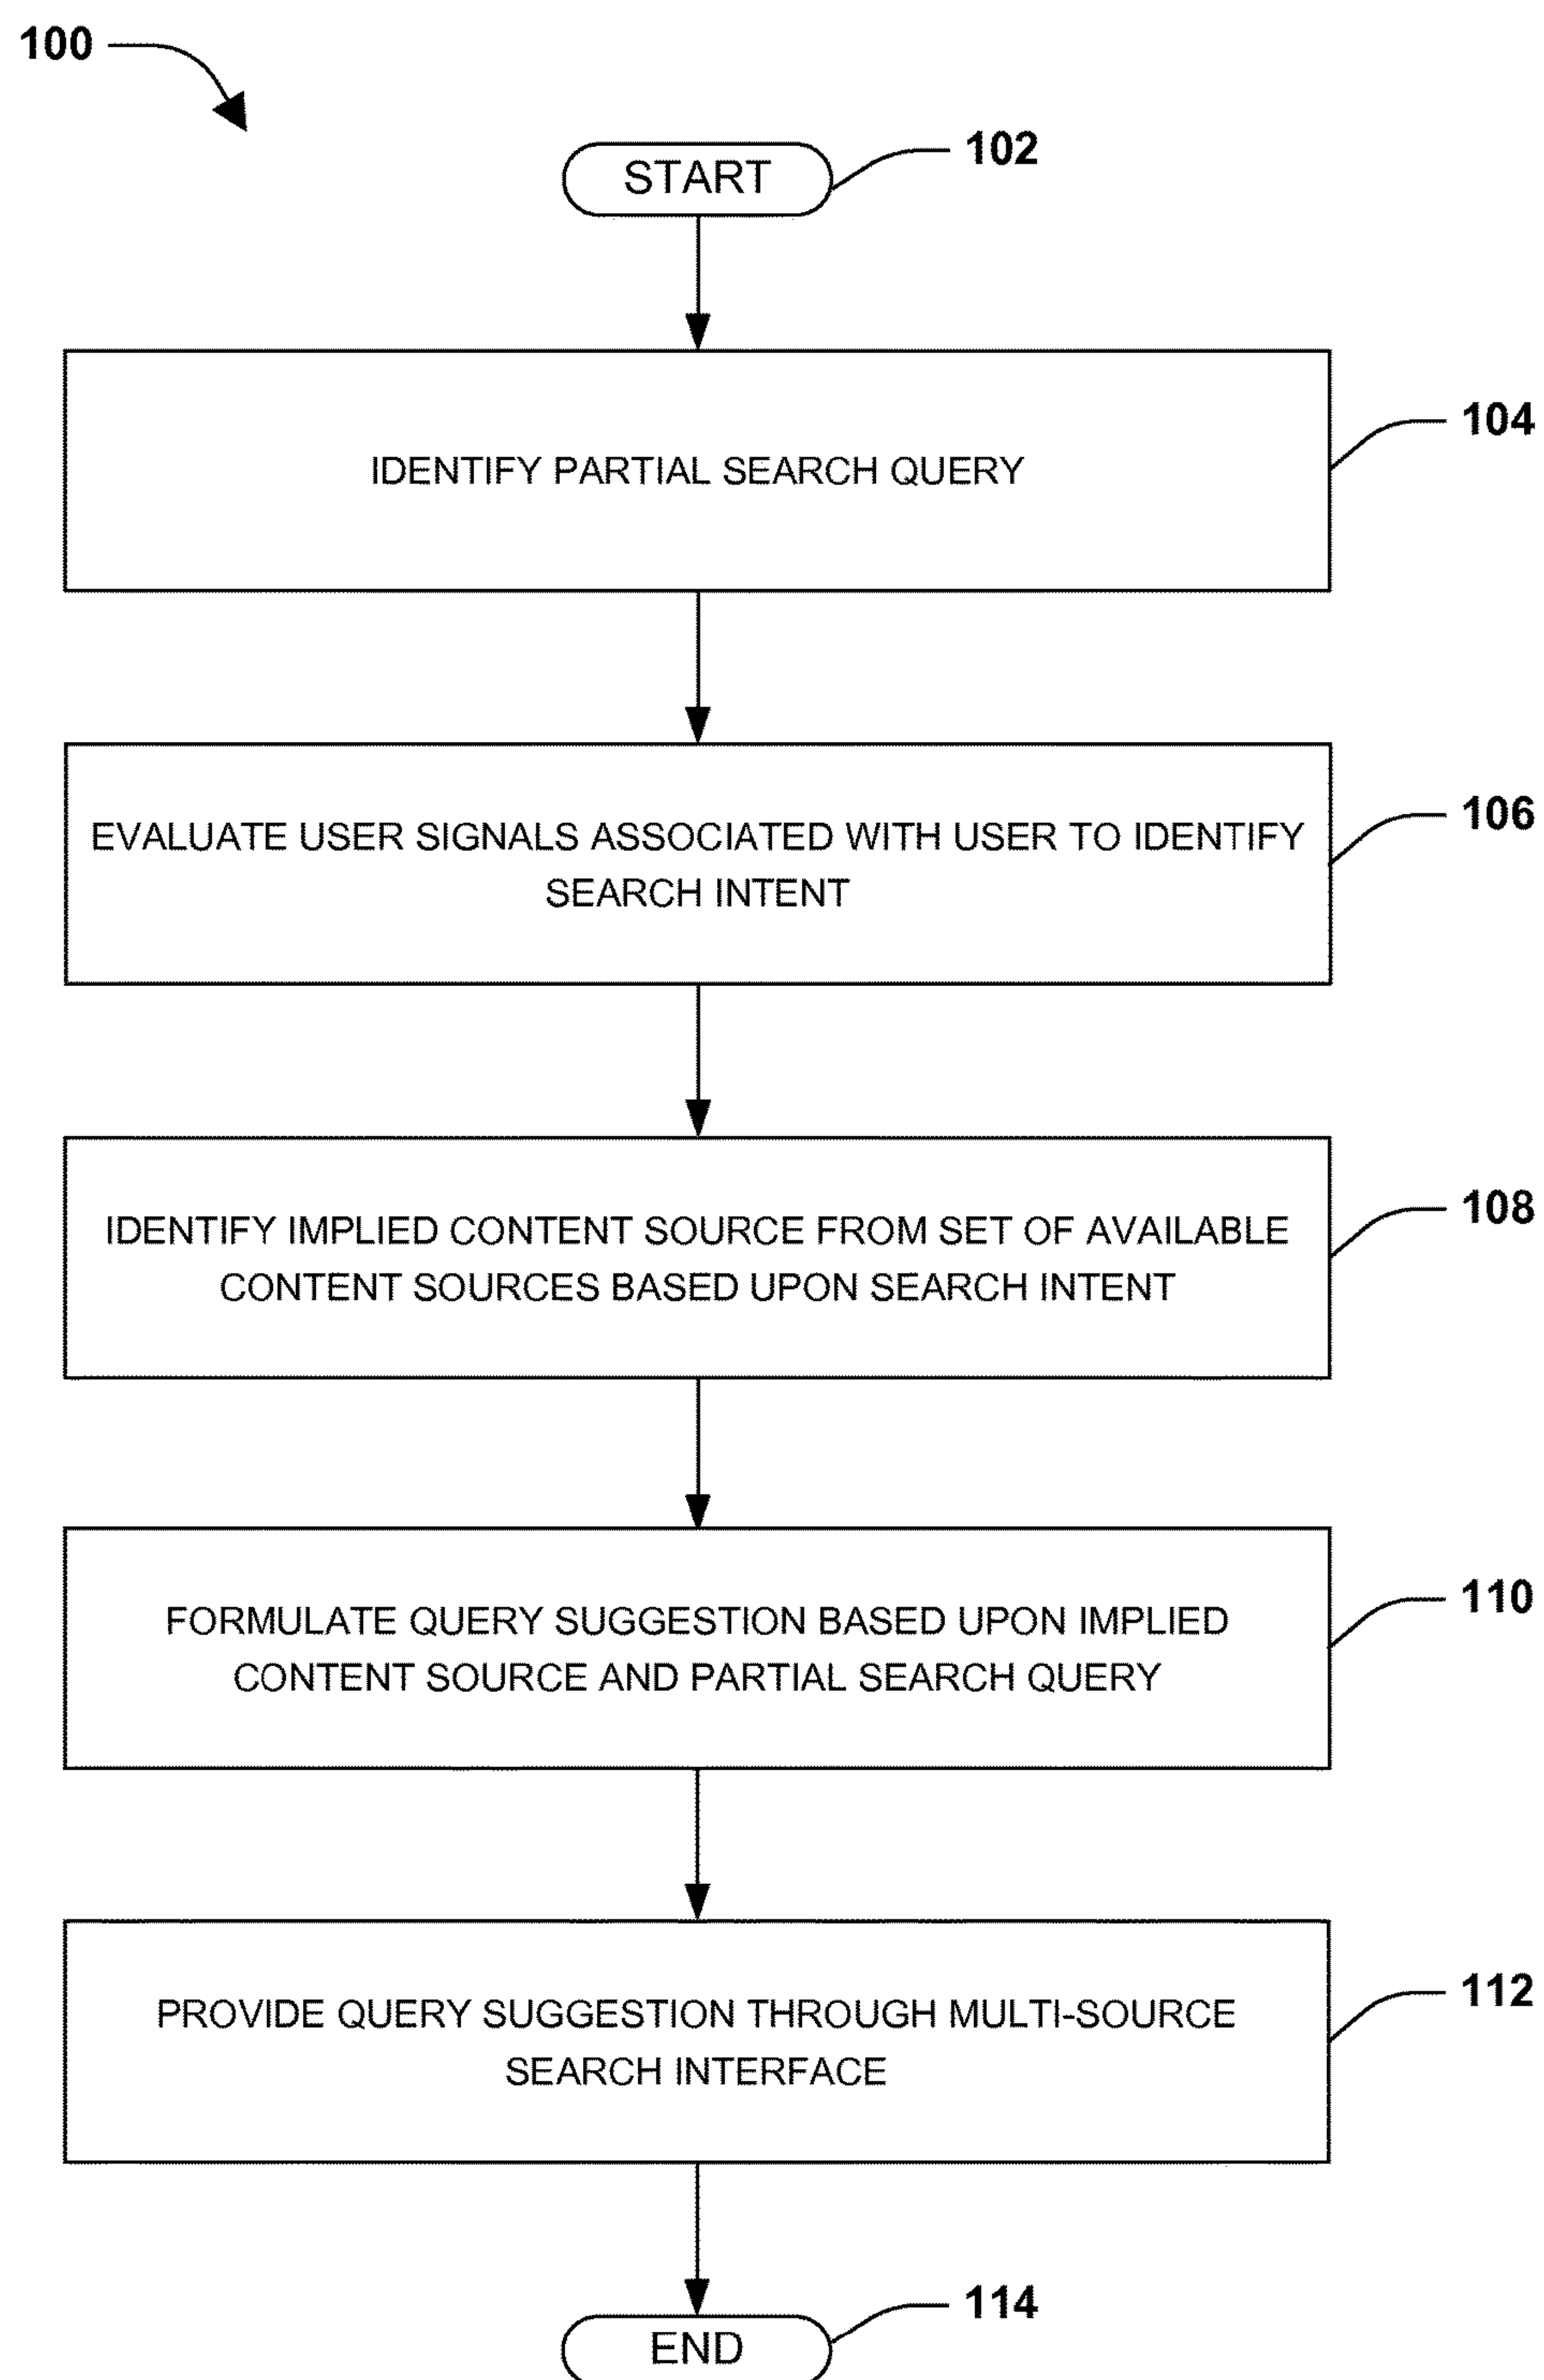 100
START
102
IDENTIFY PARTIAL SEARCH QUERY
104
EVALUATE USER SIGNALS ASSOCIATED WITH USER TO IDENTIFY
SEARCH INTENT
106
IDENTIFY IMPLIED CONTENT SOURCE FROM SET OF AVAILABLE
CONTENT SOURCES BASED UPON SEARCH INTENT
108
FORMULATE QUERY SUGGESTION BASED UPON IMPLIED
CONTENT SOURCE AND PARTIAL SEARCH QUERY
110
PROVIDE QUERY SUGGESTION THROUGH MULTI-SOURCE
SEARCH INTERFACE
112
END
114